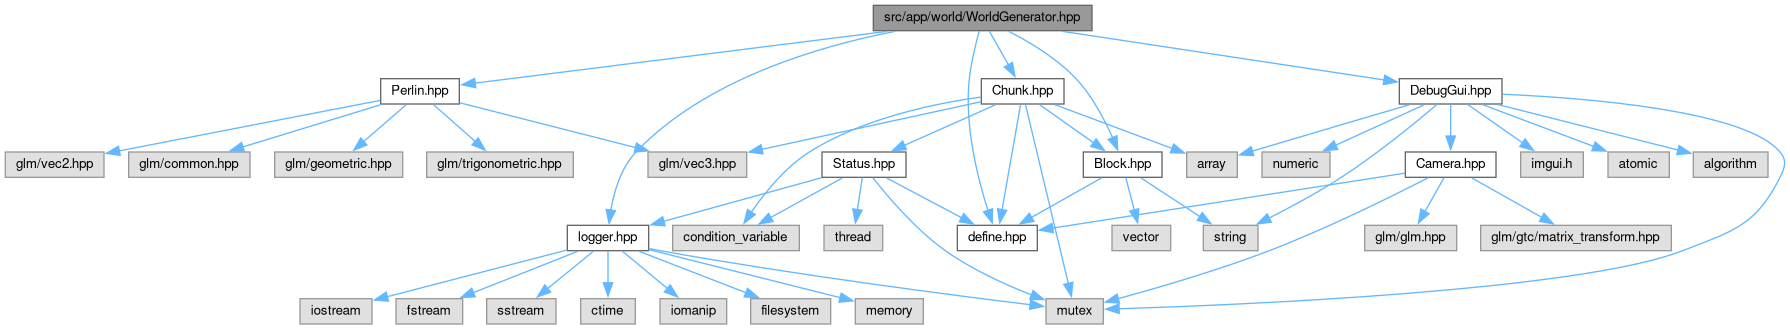 src/app/world/WorldGenerator.hpp
Perlin.hpp
Chunk.hpp
DebugGui.hpp
glm/vec2.hpp
glm/common.hpp
glm/geometric.hpp
glm/trigonometric.hpp
glm/vec3.hpp
Status.hpp
Block.hpp
array
numeric
Camera.hpp
imgui.h
atomic
algorithm
logger.hpp
condition_variable
thread
define.hpp
vector
string
glm/glm.hpp
glm/gtc/matrix_transform.hpp
iostream
fstream
sstream
ctime
iomanip
filesystem
memory
mutex